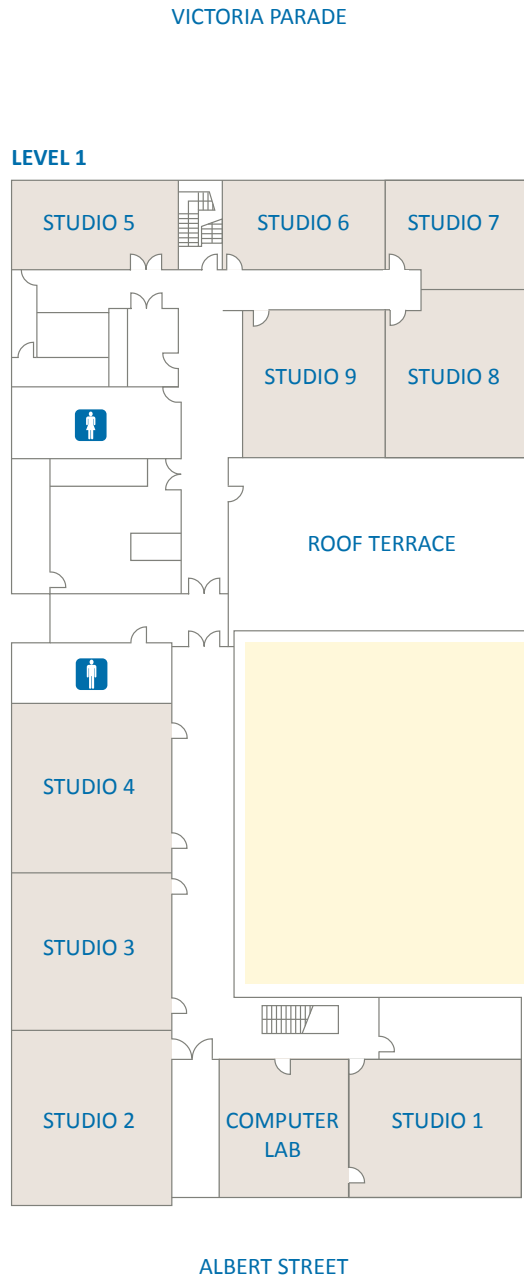 VICTORIA PARADE
LEVEL 1
STUDIO 5
STUDIO 6
STUDIO 7
STUDIO 9
STUDIO 8
ROOF TERRACE
STUDIO 4
STUDIO 3
STUDIO 2
COMPUTER
LAB
STUDIO 1
ALBERT STREET